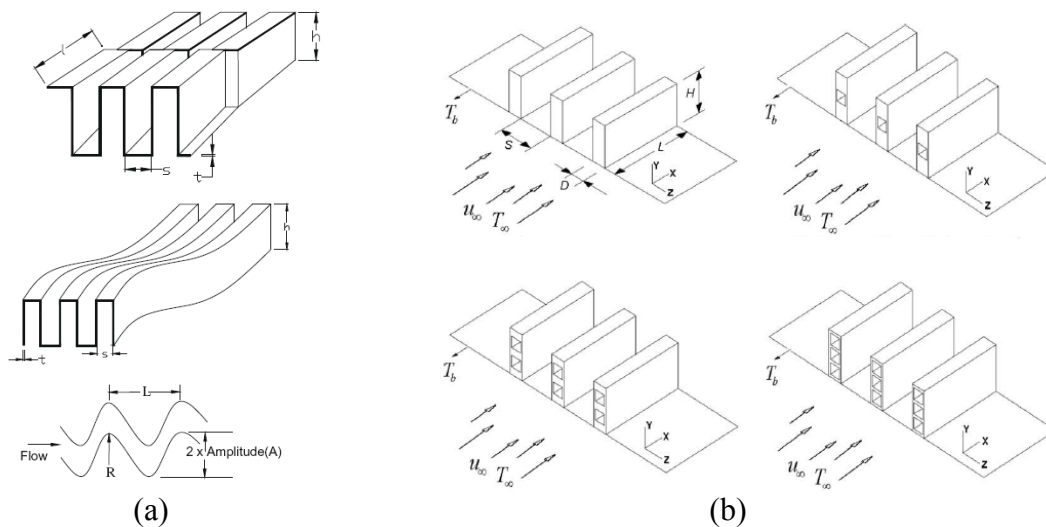 h
l
s
t
h
t
s
L
Flow
R
2 x Amplitude(A)
(a)
H
T_b
S
L
D
Y
X
Z
u_∞
T_∞
T_b
Y
X
Z
u_∞
T_∞
T_b
Y
X
Z
u_∞
T_∞
T_b
Y
X
Z
u_∞
T_∞
(b)